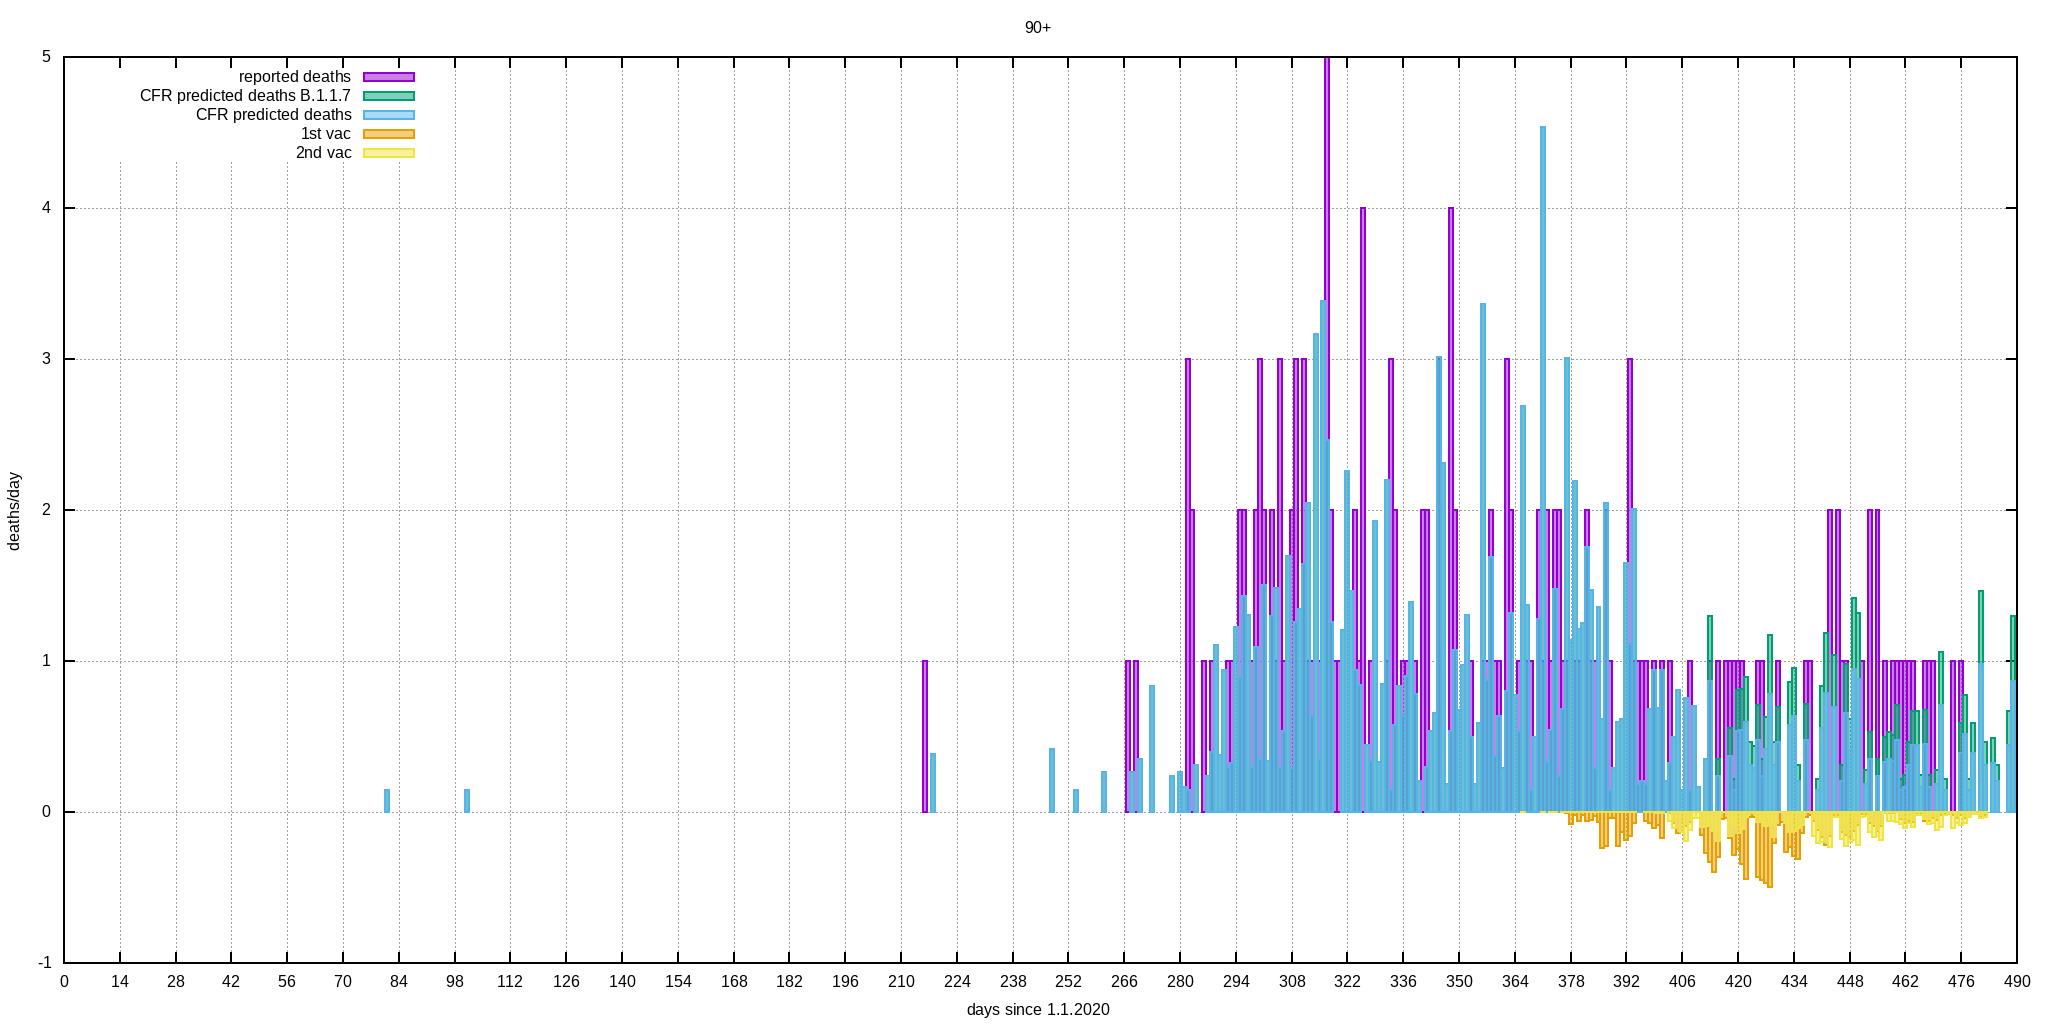 90+
reported deaths
CFR predicted deaths B.1.1.7
CFR predicted deaths
1st vac
2nd vac
5
4
3
2
1
0
-1
deaths/day
0 14 28 42 56 70 84 98 112 126 140 154 168 182 196 210 224 238 252 266 280 294 308 322 336 350 364 378 392 406 420 434 448 462 476 490
days since 1.1.2020